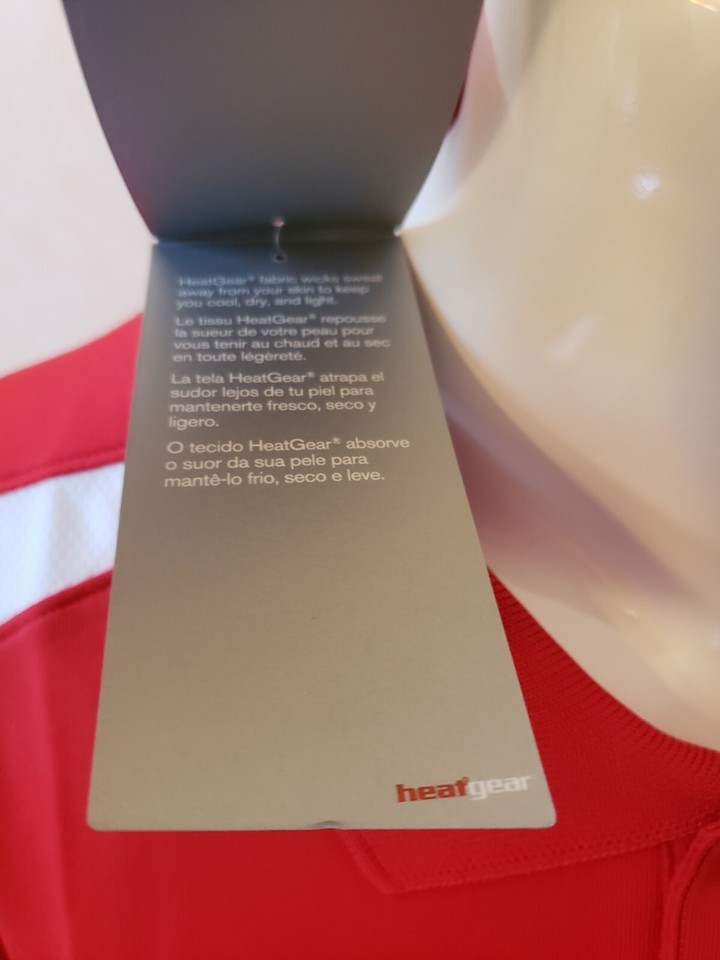 HeatGear® fabric wicks sweat
away from your skin to keep
you cool, dry, and light.
Le tissu HeatGear® repousse
la sueur de votre peau pour
vous tenir au chaud et au sec
en toute légèreté.
La tela HeatGear® atrapa el
sudor lejos de tu piel para
mantenerte fresco, seco y
ligero.
O tecido HeatGear® absorve
o suor da sua pele para
mantê-lo frio, seco e leve.
heatgear